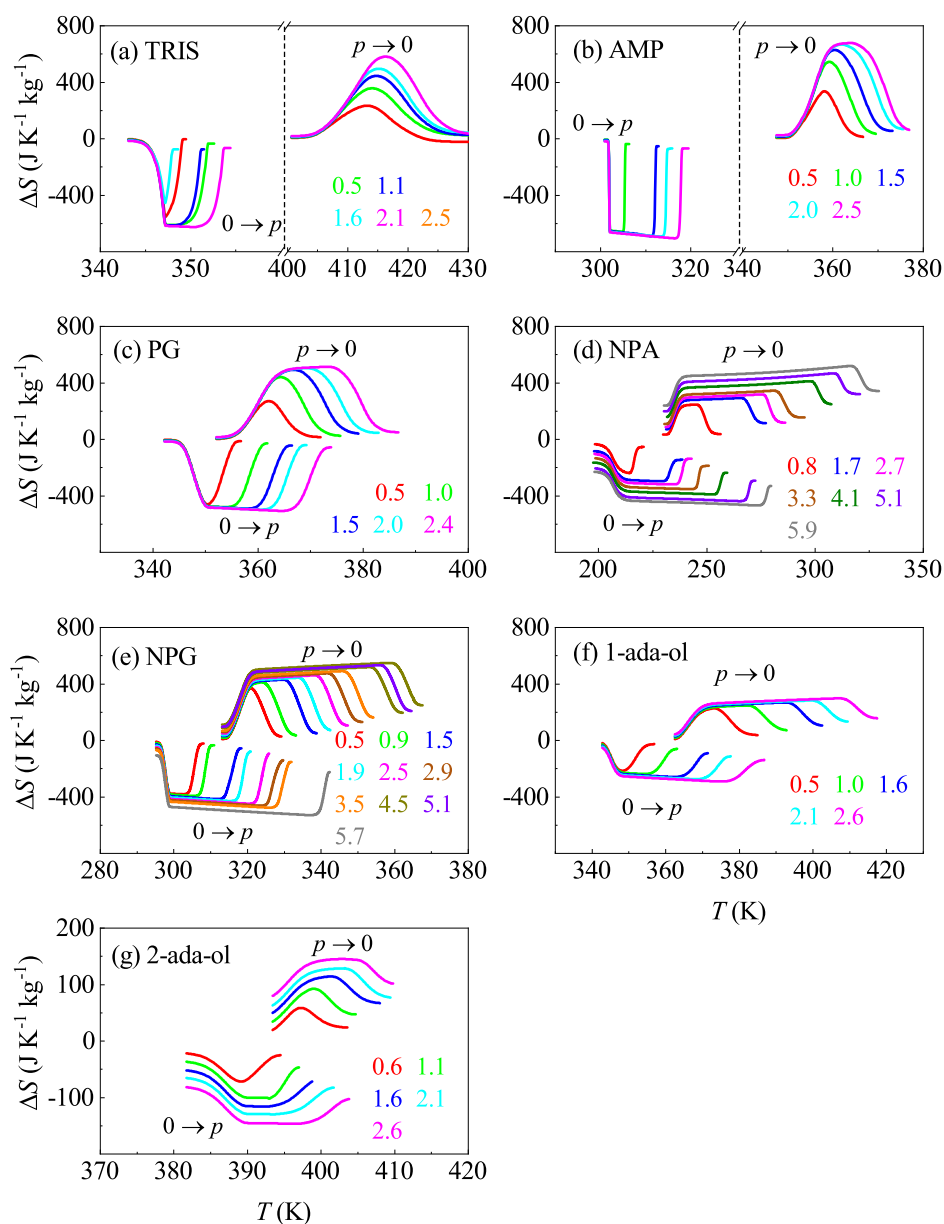 (a) TRIS
p → 0
0 → p
0.5 1.1
1.6 2.1 2.5
800
400
0
-400
ΔS (J K⁻¹ kg⁻¹)
340 350 400 410 420 430
(b) AMP
p → 0
0 → p
0.5 1.0 1.5
2.0 2.5
800
400
0
-400
300 320 340 360 380
(c) PG
p → 0
0 → p
0.5 1.0
1.5 2.0 2.4
800
400
0
-400
ΔS (J K⁻¹ kg⁻¹)
340 360 380 400
(d) NPA
p → 0
0 → p
0.8 1.7 2.7
3.3 4.1 5.1
5.9
800
400
0
-400
200 250 300 350
(e) NPG
p → 0
0 → p
0.5 0.9 1.5
1.9 2.5 2.9
3.5 4.5 5.1
5.7
800
400
0
-400
ΔS (J K⁻¹ kg⁻¹)
280 300 320 340 360 380
(f) 1-ada-ol
p → 0
0 → p
0.5 1.0 1.6
2.1 2.6
800
400
0
-400
340 360 380 400 420
T (K)
(g) 2-ada-ol
p → 0
0 → p
0.6 1.1
1.6 2.1
2.6
200
100
0
-100
ΔS (J K⁻¹ kg⁻¹)
370 380 390 400 410 420
T (K)